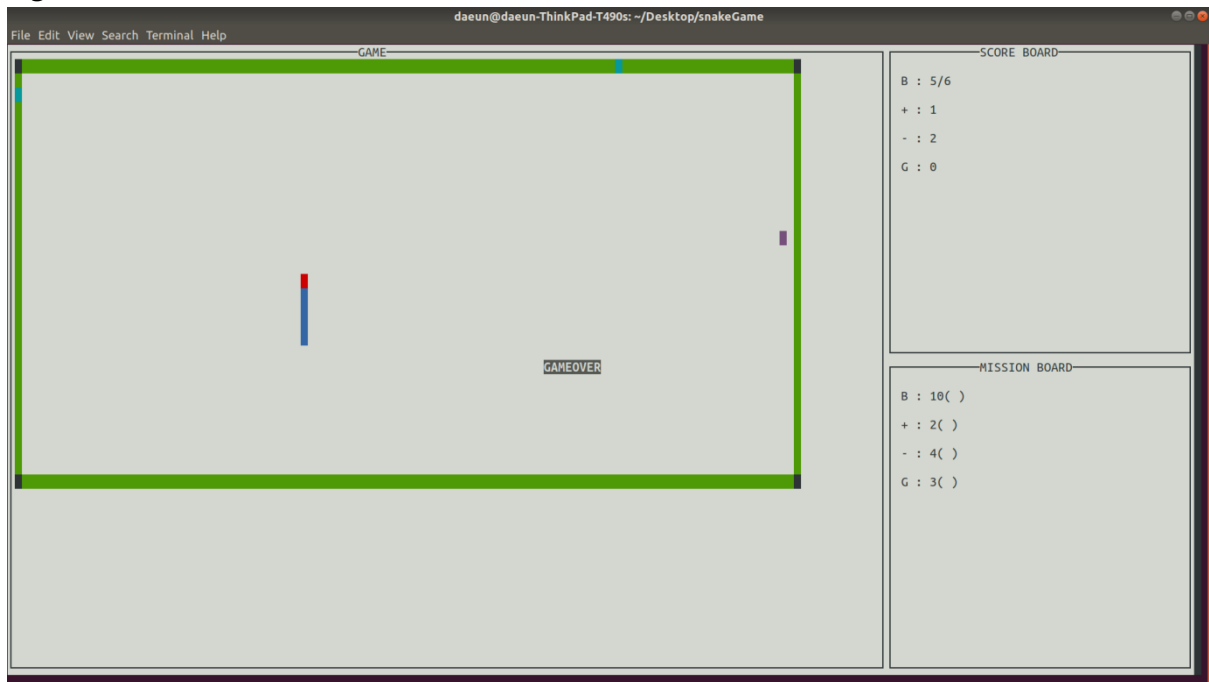 daeun@daeun-ThinkPad-T490s: ~/Desktop/snakeGame
File Edit View Search Terminal Help
GAME
SCORE BOARD
B : 5/6
+ : 1
- : 2
G : 0
GAMEOVER
MISSION BOARD
B : 10( )
+ : 2( )
- : 4( )
G : 3( )